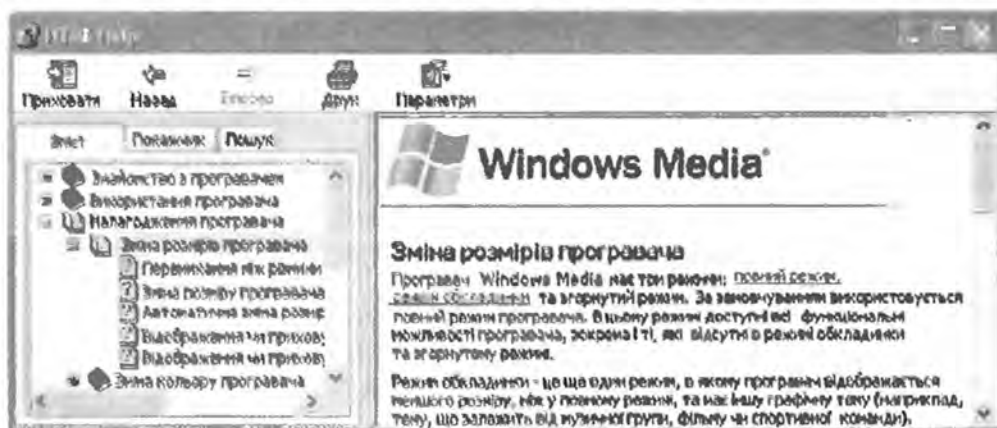 HTML Help
Приховати Назад Вперед Друк Параметри
Зміст Покажчик Пошук
Знайомство з програвачем
Використання програвача
Налагодження програвача
Зміна розмірів програвача
Перемикання між режими
Зміна розміру програвача
Автоматична зміна розмір
Відображення чи прихову
Відображення чи прихову
Зміна кольору програвача
Windows Media
Зміна розмірів програвача
Програвач Windows Media має три режими: повний режим,
режим обкладинки та згорнутий режим. За замовчуванням використовується
повний режим програвача. В цьому режимі доступні всі функціональні
можливості програвача, зокрема і ті, які відсутні в режимі обкладинки
та згорнутому режимі.
Режим обкладинки - це ще один режим, в якому програвач відображається
меншого розміру, ніж у повному режимі, та має іншу графічну тему (наприклад,
тему, що залежить від музичної групи, фільму чи спортивної команди).